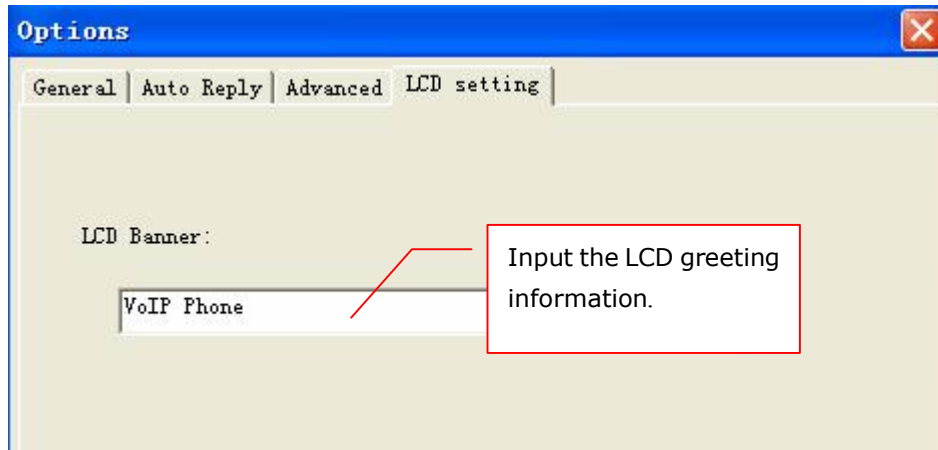 Options
General Auto Reply Advanced LCD setting
LCD Banner:
Input the LCD greeting
information.
VoIP Phone